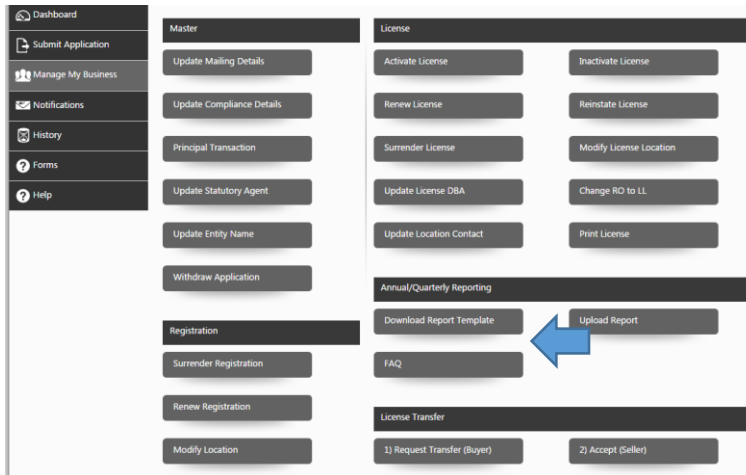 Dashboard
Submit Application
Manage My Business
Notifications
History
Forms
Help
Master
Update Mailing Details
Update Compliance Details
Principal Transaction
Update Statutory Agent
Update Entity Name
Withdraw Application
Registration
Surrender Registration
Renew Registration
Modify Location
License
Activate License
Inactivate License
Renew License
Reinstate License
Surrender License
Modify License Location
Update License DBA
Change RO to LL
Update Location Contact
Print License
Annual/Quarterly Reporting
Download Report Template
Upload Report
FAQ
License Transfer
1) Request Transfer (Buyer)
2) Accept (Seller)